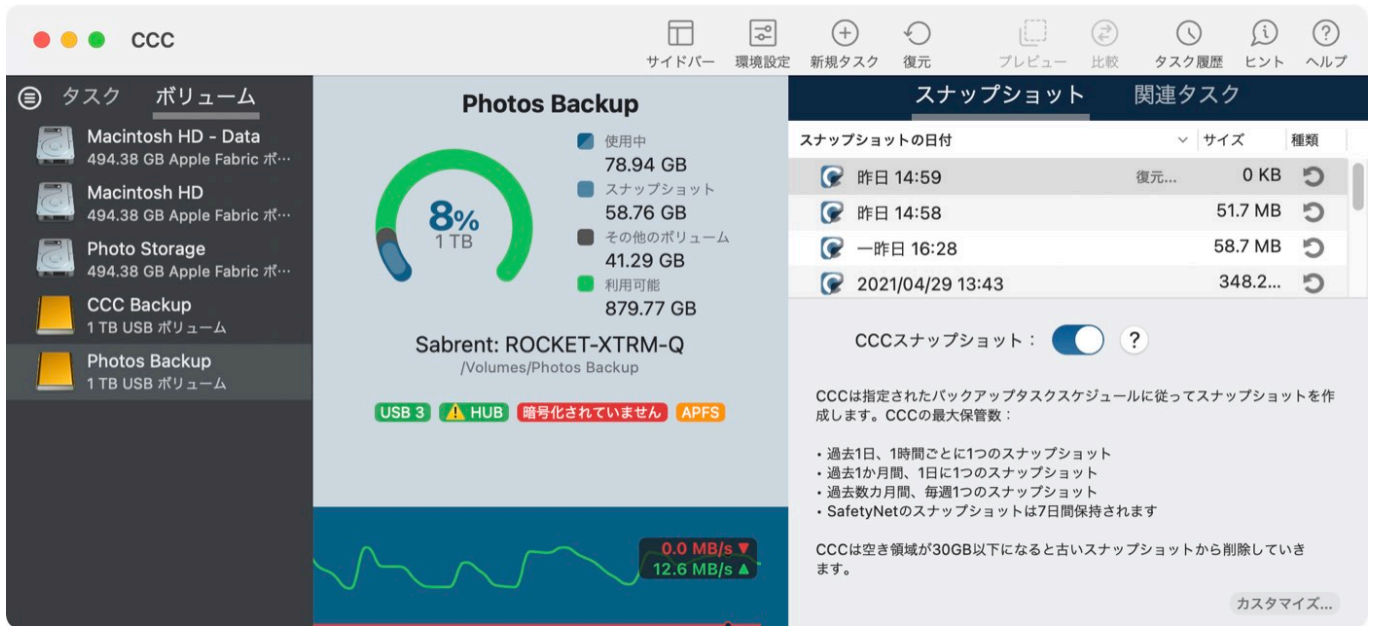 CCC
サイドバー
環境設定
新規タスク
復元
プレビュー
比較
タスク履歴
ヒント
ヘルプ
タスク ボリューム
Macintosh HD - Data
494.38 GB Apple Fabric ボ…
Macintosh HD
494.38 GB Apple Fabric ボ…
Photo Storage
494.38 GB Apple Fabric ボ…
CCC Backup
1 TB USB ボリューム
Photos Backup
1 TB USB ボリューム
Photos Backup
8%
1 TB
使用中
78.94 GB
スナップショット
58.76 GB
その他のボリューム
41.29 GB
利用可能
879.77 GB
Sabrent: ROCKET-XTRM-Q
/Volumes/Photos Backup
USB 3 HUB 暗号化されていません APFS
0.0 MB/s
12.6 MB/s
スナップショット 関連タスク
スナップショットの日付 サイズ 種類
昨日 14:59 復元... 0 KB
昨日 14:58 51.7 MB
一昨日 16:28 58.7 MB
2021/04/29 13:43 348.2...
CCCスナップショット： ?
CCCは指定されたバックアップタスクスケジュールに従ってスナップショットを作
成します。CCCの最大保管数：
・過去1日、1時間ごとに1つのスナップショット
・過去1か月間、1日に1つのスナップショット
・過去数カ月間、毎週1つのスナップショット
・SafetyNetのスナップショットは7日間保持されます
CCCは空き領域が30GB以下になると古いスナップショットから削除していき
ます。
カスタマイズ...